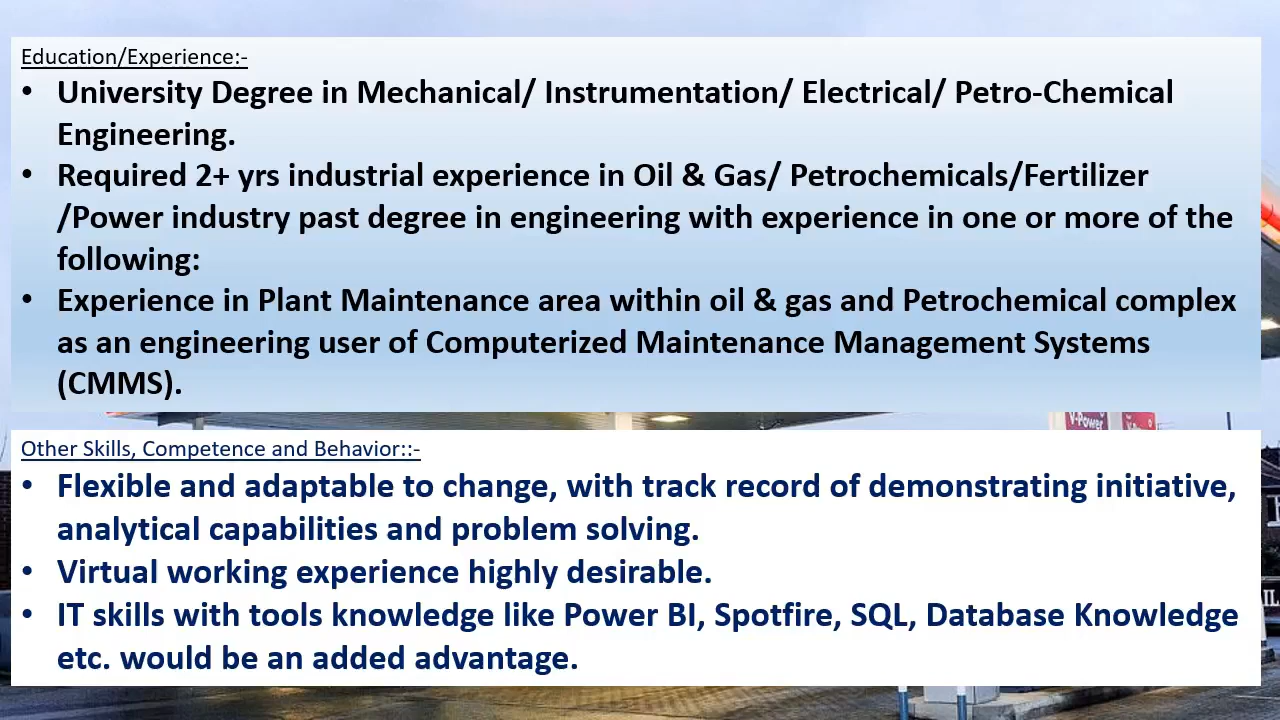 Education/Experience:-
• University Degree in Mechanical/ Instrumentation/ Electrical/ Petro-Chemical
Engineering.
• Required 2+ yrs industrial experience in Oil & Gas/ Petrochemicals/Fertilizer
/Power industry past degree in engineering with experience in one or more of the
following:
• Experience in Plant Maintenance area within oil & gas and Petrochemical complex
as an engineering user of Computerized Maintenance Management Systems
(CMMS).
V-Power
Other Skills, Competence and Behavior::-
• Flexible and adaptable to change, with track record of demonstrating initiative,
analytical capabilities and problem solving.
• Virtual working experience highly desirable.
• IT skills with tools knowledge like Power BI, Spotfire, SQL, Database Knowledge
etc. would be an added advantage.